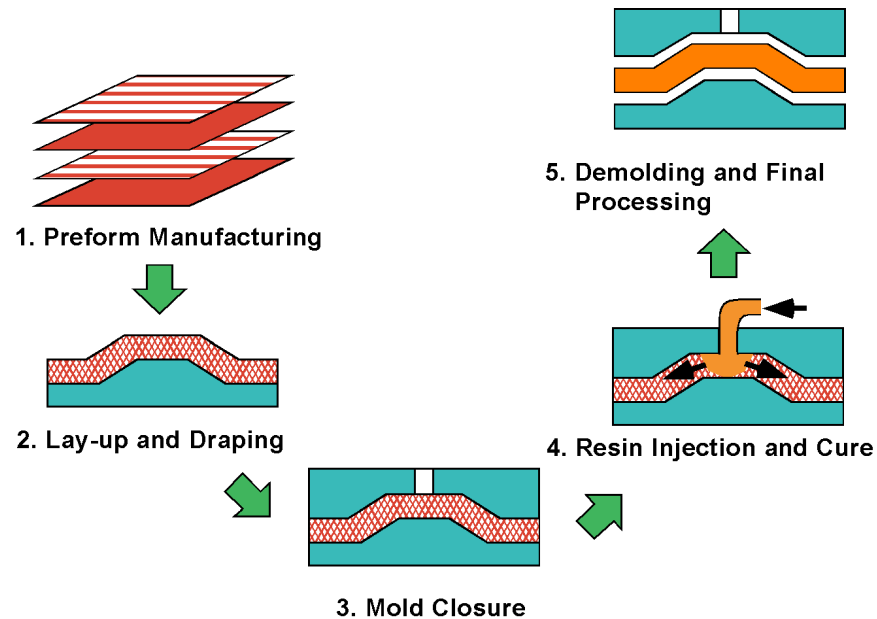 1. Preform Manufacturing
2. Lay-up and Draping
3. Mold Closure
4. Resin Injection and Cure
5. Demolding and Final
Processing